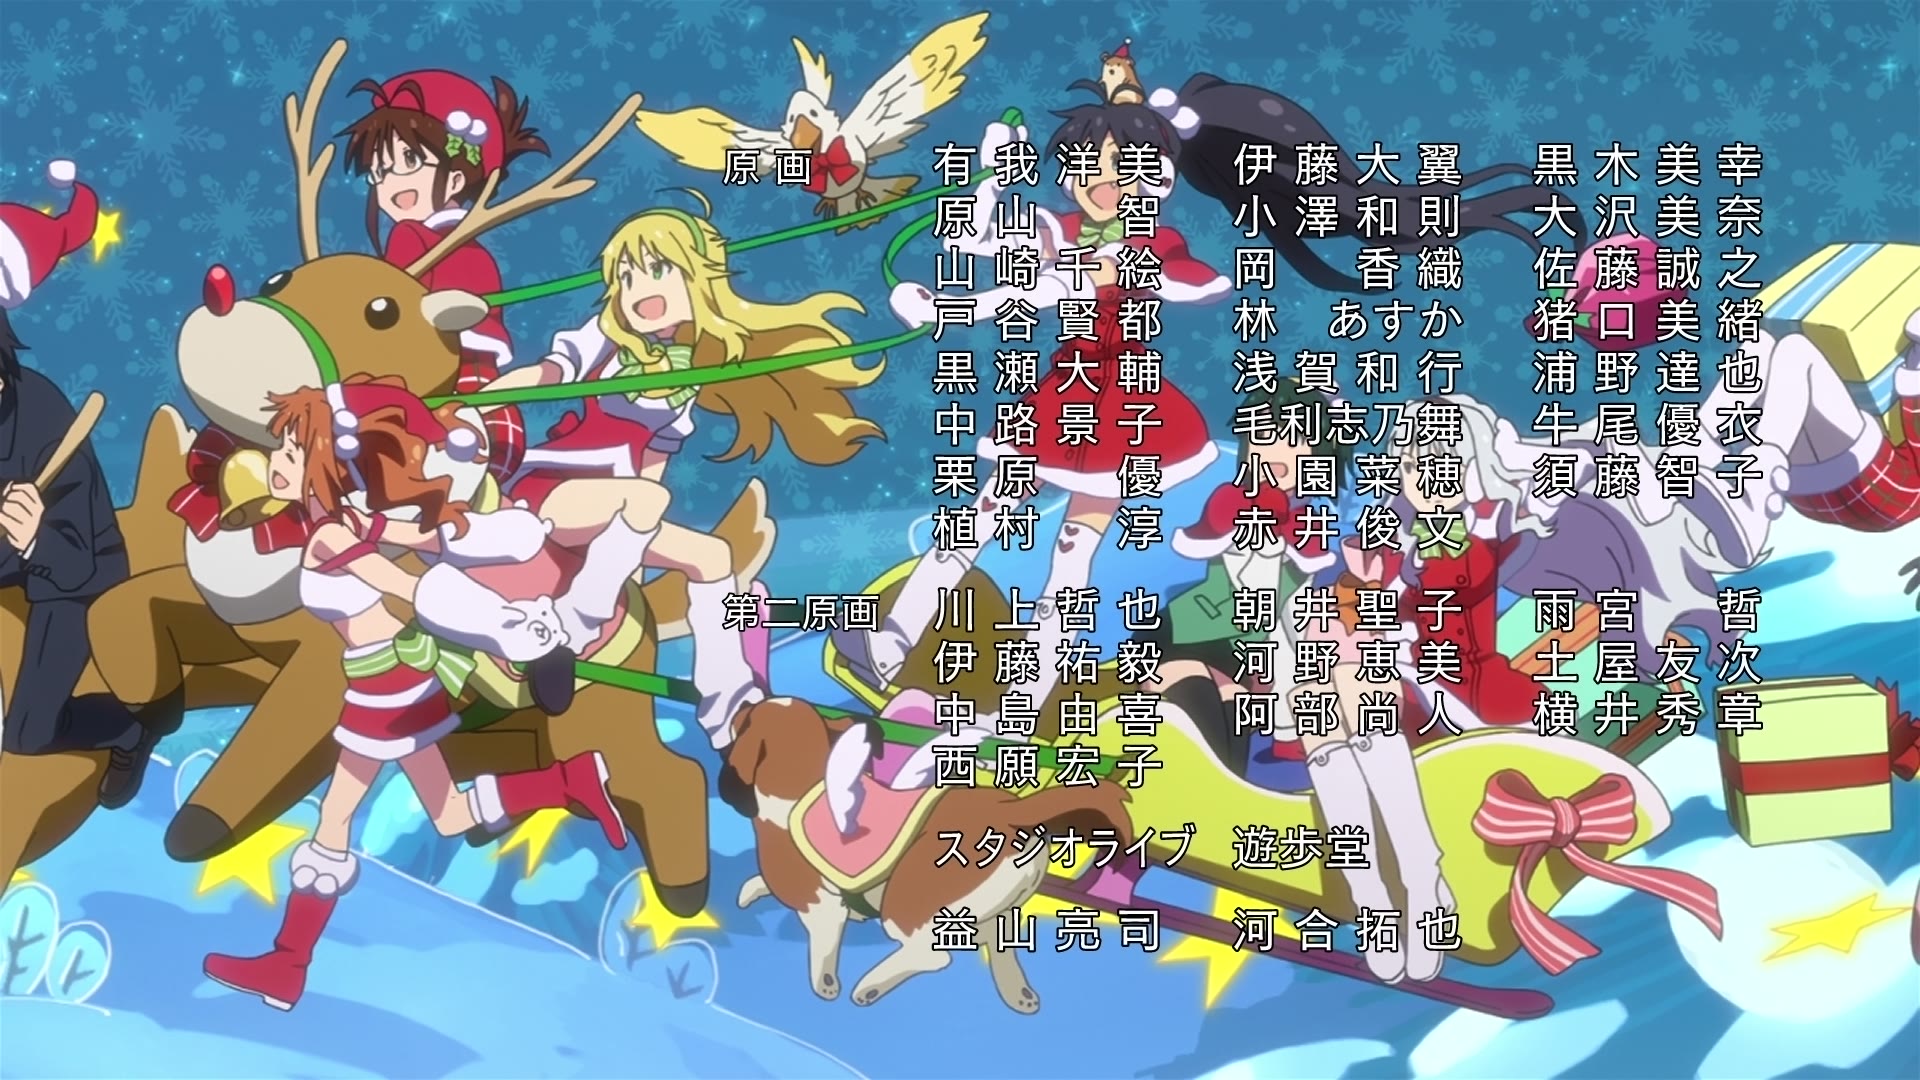 原画 有我洋美 伊藤大翼 黒木美幸
原山 智 小澤和則 大沢美奈
山崎千絵 岡 香織 佐藤誠之
戸谷賢都 林 あすか 猪口美緒
黒瀬大輔 浅賀和行 浦野達也
中路景子 毛利志乃舞 牛尾優衣
栗原 優 小園菜穂 須藤智子
植村 淳 赤井俊文
第二原画 川上哲也 朝井聖子 雨宮 哲
伊藤祐毅 河野恵美 土屋友次
中島由喜 阿部尚人 横井秀章
西願宏子
スタジオライブ 遊歩堂
益山亮司 河合拓也